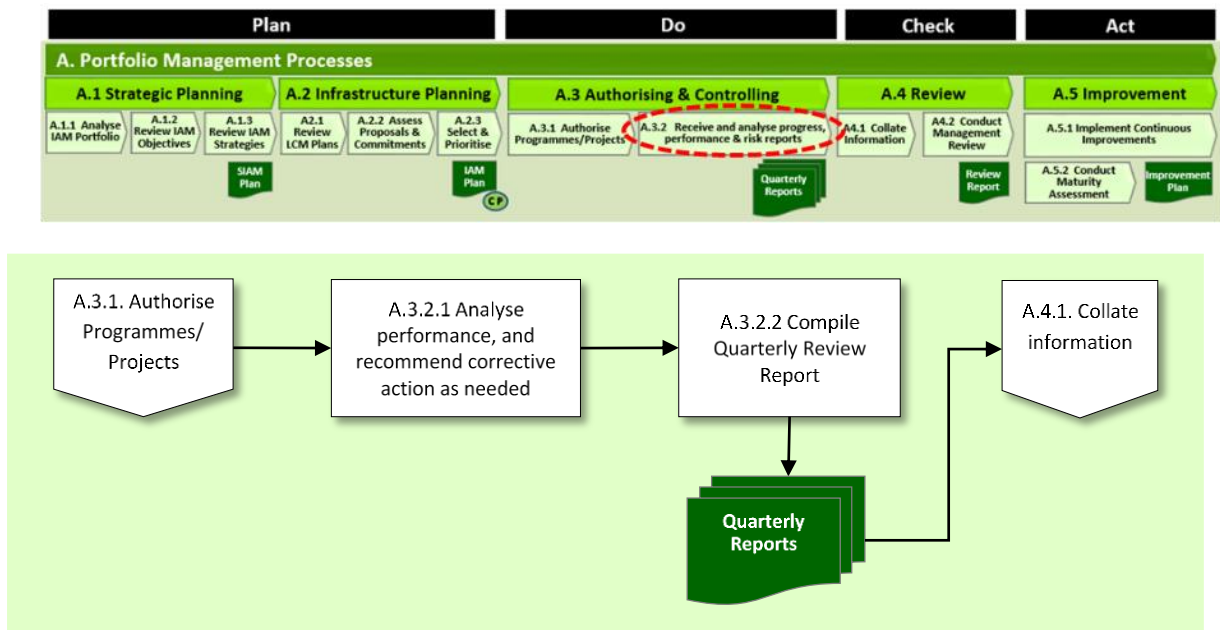 Plan
Do
Check
Act
A. Portfolio Management Processes
A.1 Strategic Planning
A.2 Infrastructure Planning
A.3 Authorising & Controlling
A.4 Review
A.5 Improvement
A.1.1 Analyse
IAM Portfolio
A.1.2
Review IAM
Objectives
A.1.3
Review IAM
Strategies
A2.1
Review
LCM Plans
A.2.2 Assess
Proposals &
Commitments
A.2.3
Select &
Prioritise
A.3.1 Authorise
Programmes/Projects
A.3.2 Receive and analyse progress,
performance & risk reports
A4.1 Collate
Information
A4.2 Conduct
Management
Review
A.5.1 Implement Continuous
Improvements
SIAM
Plan
IAM
Plan
CP
Quarterly
Reports
Review
Report
A.5.2 Conduct
Maturity
Assessment
Improvement
Plan
A.3.1. Authorise
Programmes/
Projects
A.3.2.1 Analyse
performance, and
recommend corrective
action as needed
A.3.2.2 Compile
Quarterly Review
Report
A.4.1. Collate
information
Quarterly
Reports